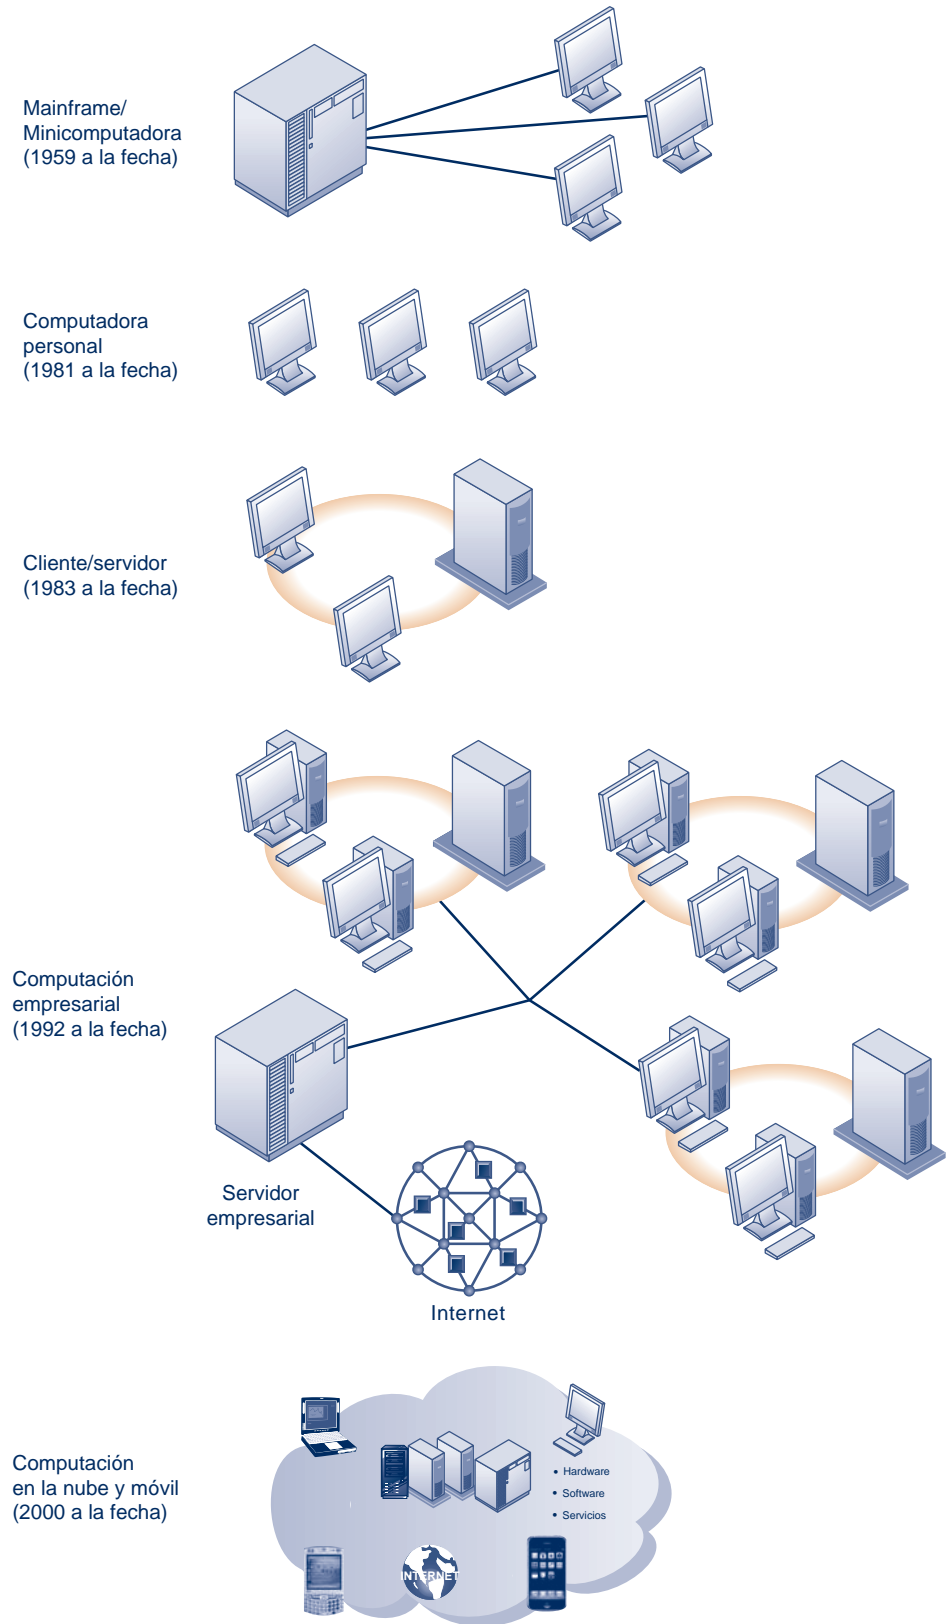 Mainframe/
Minicomputadora
(1959 a la fecha)
Computadora
personal
(1981 a la fecha)
Cliente/servidor
(1983 a la fecha)
Computación
empresarial
(1992 a la fecha)
Servidor
empresarial
Internet
Computación
en la nube y móvil
(2000 a la fecha)
• Hardware
• Software
• Servicios
INTERNET